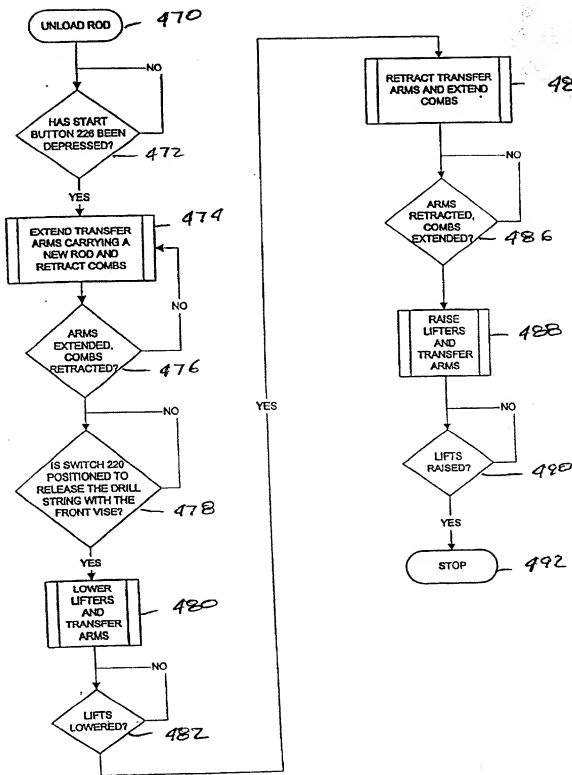 UNLOAD ROD
470
NO
HAS START
BUTTON 226 BEEN
DEPRESSED?
472
YES
EXTEND TRANSFER
ARMS CARRYING A
NEW ROD AND
RETRACT COMBS
474
NO
ARMS
EXTENDED,
COMBS
RETRACTED?
476
NO
IS SWITCH 220
POSITIONED TO
RELEASE THE DRILL
STRING WITH THE
FRONT VISE?
478
YES
LOWER
LIFTERS
AND
TRANSFER
ARMS
480
NO
LIFTS
LOWERED?
482
YES
RETRACT TRANSFER
ARMS AND EXTEND
COMBS
48
NO
ARMS
RETRACTED,
COMBS
EXTENDED?
486
RAISE
LIFTERS
AND
TRANSFER
ARMS
488
NO
LIFTS
RAISED?
490
YES
STOP
492